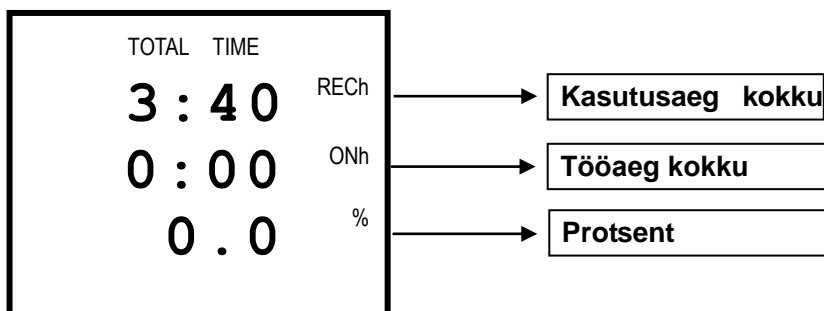 TOTAL TIME
3:40 RECh Kasutusaeg kokku
0:00 ONh Tööaeg kokku
0.0 % Protsent